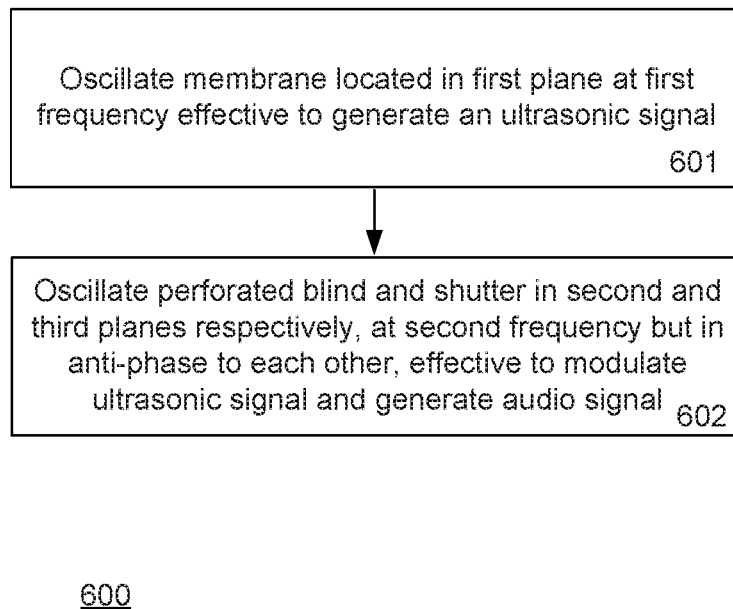 Oscillate membrane located in first plane at first
frequency effective to generate an ultrasonic signal
601
Oscillate perforated blind and shutter in second and
third planes respectively, at second frequency but in
anti-phase to each other, effective to modulate
ultrasonic signal and generate audio signal
602
600